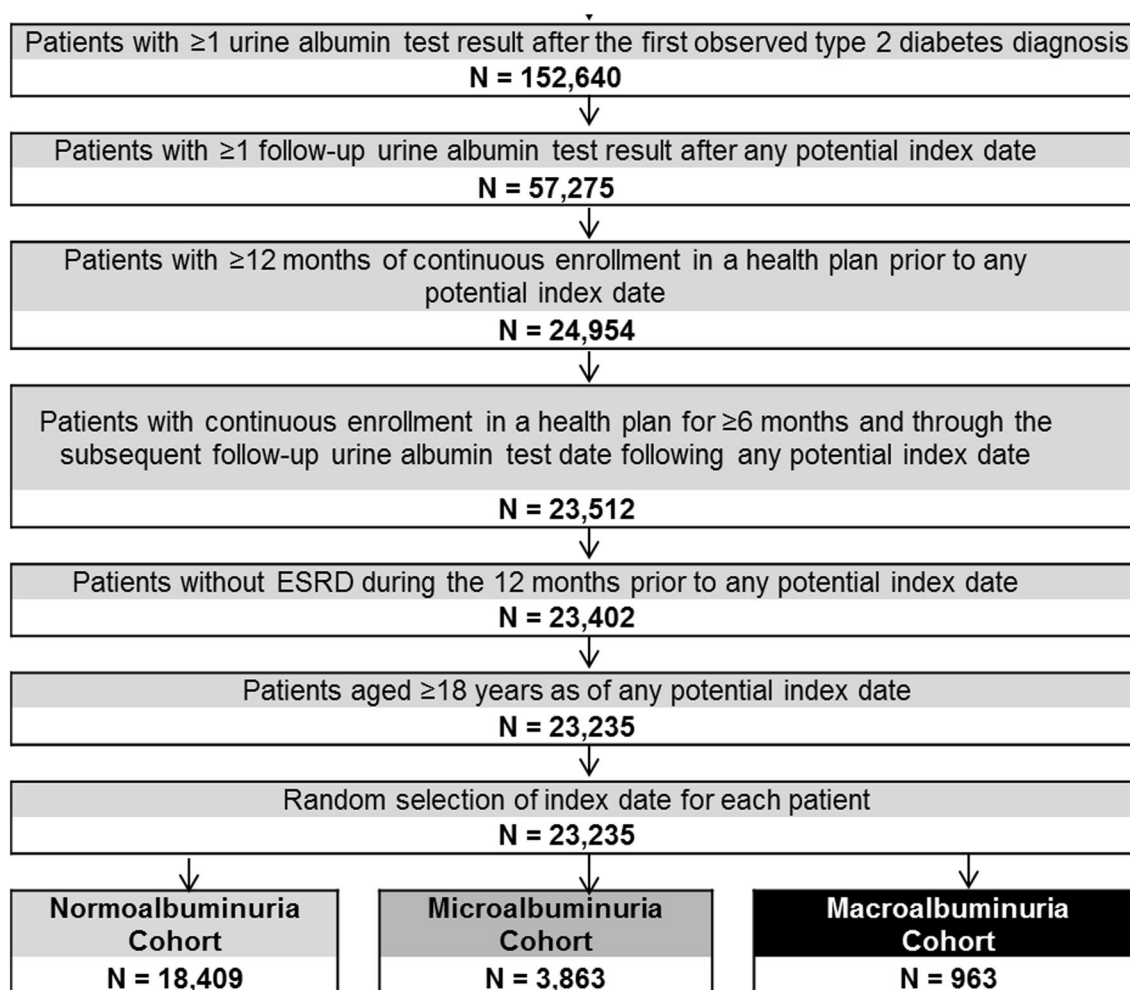 Patients with ≥1 urine albumin test result after the first observed type 2 diabetes diagnosis
N = 152,640
Patients with ≥1 follow-up urine albumin test result after any potential index date
N = 57,275
Patients with ≥12 months of continuous enrollment in a health plan prior to any
potential index date
N = 24,954
Patients with continuous enrollment in a health plan for ≥6 months and through the
subsequent follow-up urine albumin test date following any potential index date
N = 23,512
Patients without ESRD during the 12 months prior to any potential index date
N = 23,402
Patients aged ≥18 years as of any potential index date
N = 23,235
Random selection of index date for each patient
N = 23,235
Normoalbuminuria
Cohort
N = 18,409
Microalbuminuria
Cohort
N = 3,863
Macroalbuminuria
Cohort
N = 963